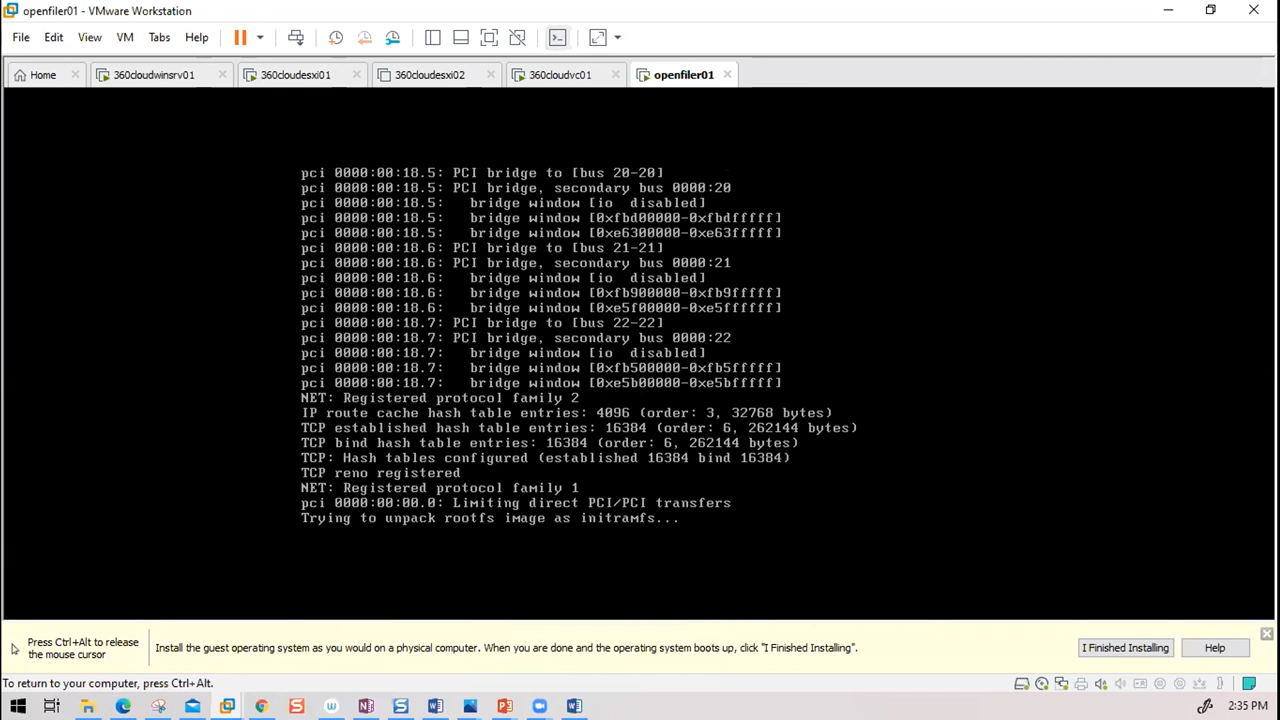 openfiler01 - VMware Workstation
File Edit View VM Tabs Help
Home 360cloudwinsrv01 360cloudesxi01 360cloudesxi02 360cloudvc01 openfiler01
pci 0000:00:18.5: PCI bridge to [bus 20-20]
pci 0000:00:18.5: PCI bridge, secondary bus 0000:20
pci 0000:00:18.5:   bridge window [io  disabled]
pci 0000:00:18.5:   bridge window [0xfbd00000-0xfbdfffff]
pci 0000:00:18.5:   bridge window [0xe6300000-0xe63fffff]
pci 0000:00:18.6: PCI bridge to [bus 21-21]
pci 0000:00:18.6: PCI bridge, secondary bus 0000:21
pci 0000:00:18.6:   bridge window [io  disabled]
pci 0000:00:18.6:   bridge window [0xfb900000-0xfb9fffff]
pci 0000:00:18.6:   bridge window [0xe5f00000-0xe5ffffff]
pci 0000:00:18.7: PCI bridge to [bus 22-22]
pci 0000:00:18.7: PCI bridge, secondary bus 0000:22
pci 0000:00:18.7:   bridge window [io  disabled]
pci 0000:00:18.7:   bridge window [0xfb500000-0xfb5fffff]
pci 0000:00:18.7:   bridge window [0xe5b00000-0xe5bfffff]
NET: Registered protocol family 2
IP route cache hash table entries: 4096 (order: 3, 32768 bytes)
TCP established hash table entries: 16384 (order: 6, 262144 bytes)
TCP bind hash table entries: 16384 (order: 6, 262144 bytes)
TCP: Hash tables configured (established 16384 bind 16384)
TCP reno registered
NET: Registered protocol family 1
pci 0000:00:00.0: Limiting direct PCI/PCI transfers
Trying to unpack rootfs image as initramfs...
Press Ctrl+Alt to release
the mouse cursor
Install the guest operating system as you would on a physical computer. When you are done and the operating system boots up, click "I Finished Installing".
I Finished Installing Help
To return to your computer, press Ctrl+Alt.
2:35 PM